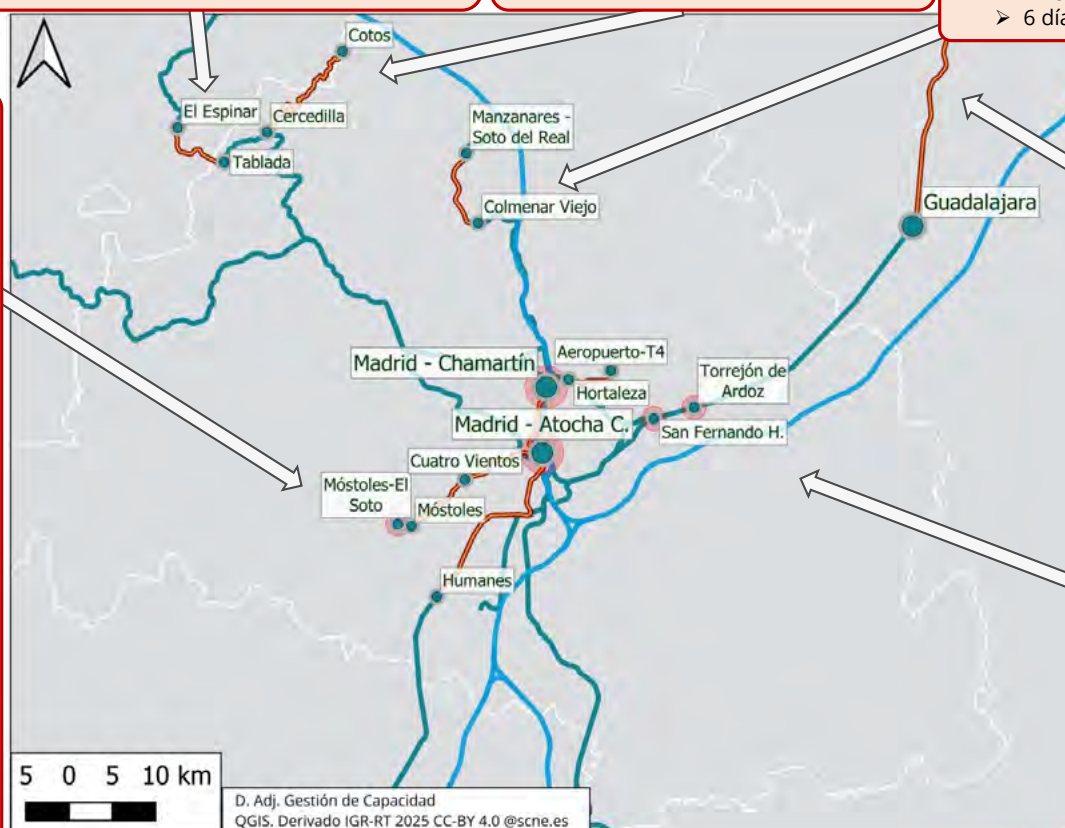 ➢ 6 día
Cotos
El Espinar
Cercedilla
Tablada
Manzanares -
Soto del Real
Colmenar Viejo
Guadalajara
Madrid - Chamartín
Aeropuerto-T4
Hortaleza
Torrejón de
Ardoz
Madrid - Atocha C.
San Fernando H.
Cuatro Vientos
Móstoles-El
Soto
Móstoles
Humanes
5 0 5 10 km
D. Adj. Gestión de Capacidad
QGIS. Derivado IGR-RT 2025 CC-BY 4.0 @scne.es